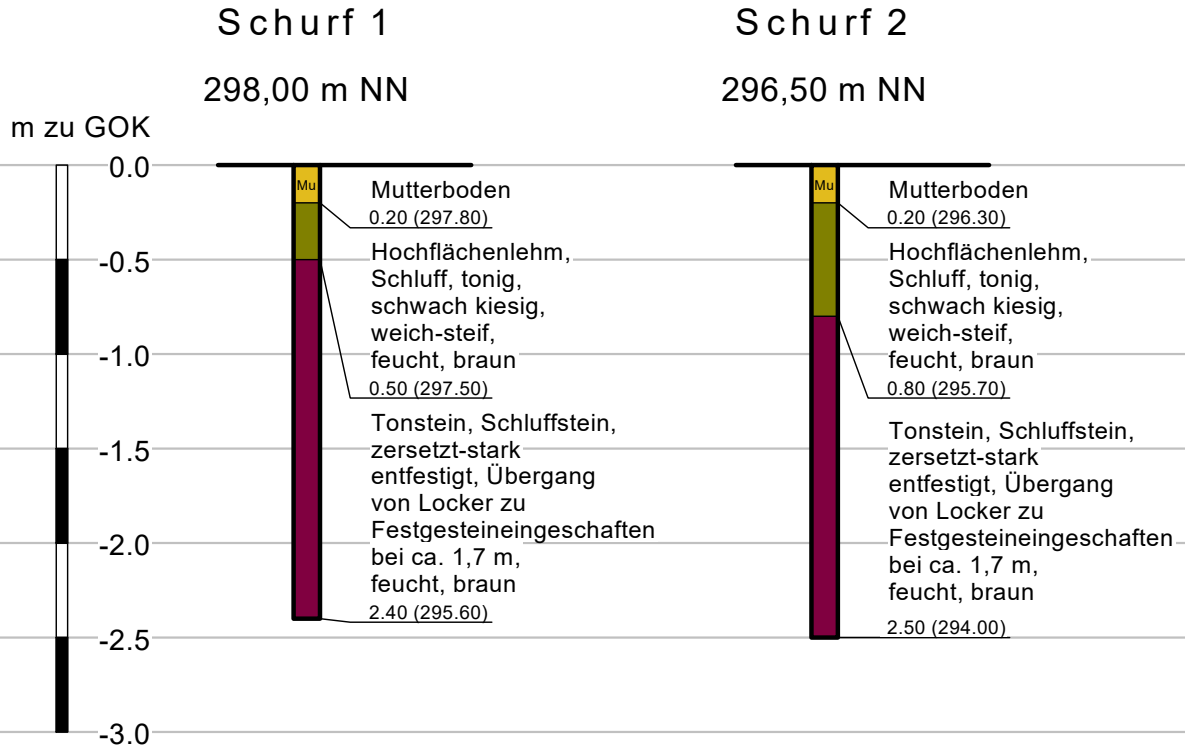 Schurf 1
298,00 m NN
Schurf 2
296,50 m NN
m zu GOK
0.0
-0.5
-1.0
-1.5
-2.0
-2.5
-3.0
Mu
Mutterboden
0.20 (297.80)
Hochflächenlehm,
Schluff, tonig,
schwach kiesig,
weich-steif,
feucht, braun
0.50 (297.50)
Tonstein, Schluffstein,
zersetzt-stark
entfestigt, Übergang
von Locker zu
Festgesteineingeschaften
bei ca. 1,7 m,
feucht, braun
2.40 (295.60)
Mu
Mutterboden
0.20 (296.30)
Hochflächenlehm,
Schluff, tonig,
schwach kiesig,
weich-steif,
feucht, braun
0.80 (295.70)
Tonstein, Schluffstein,
zersetzt-stark
entfestigt, Übergang
von Locker zu
Festgesteineingeschaften
bei ca. 1,7 m,
feucht, braun
2.50 (294.00)